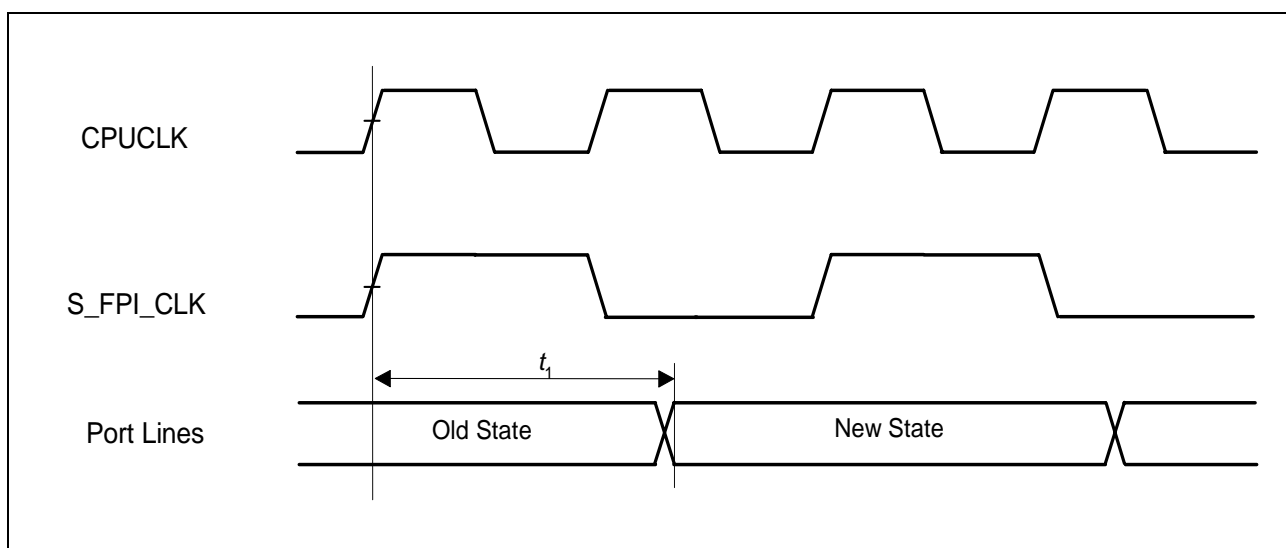 CPUCLK
S_FPI_CLK
t1
Port Lines
Old State
New State